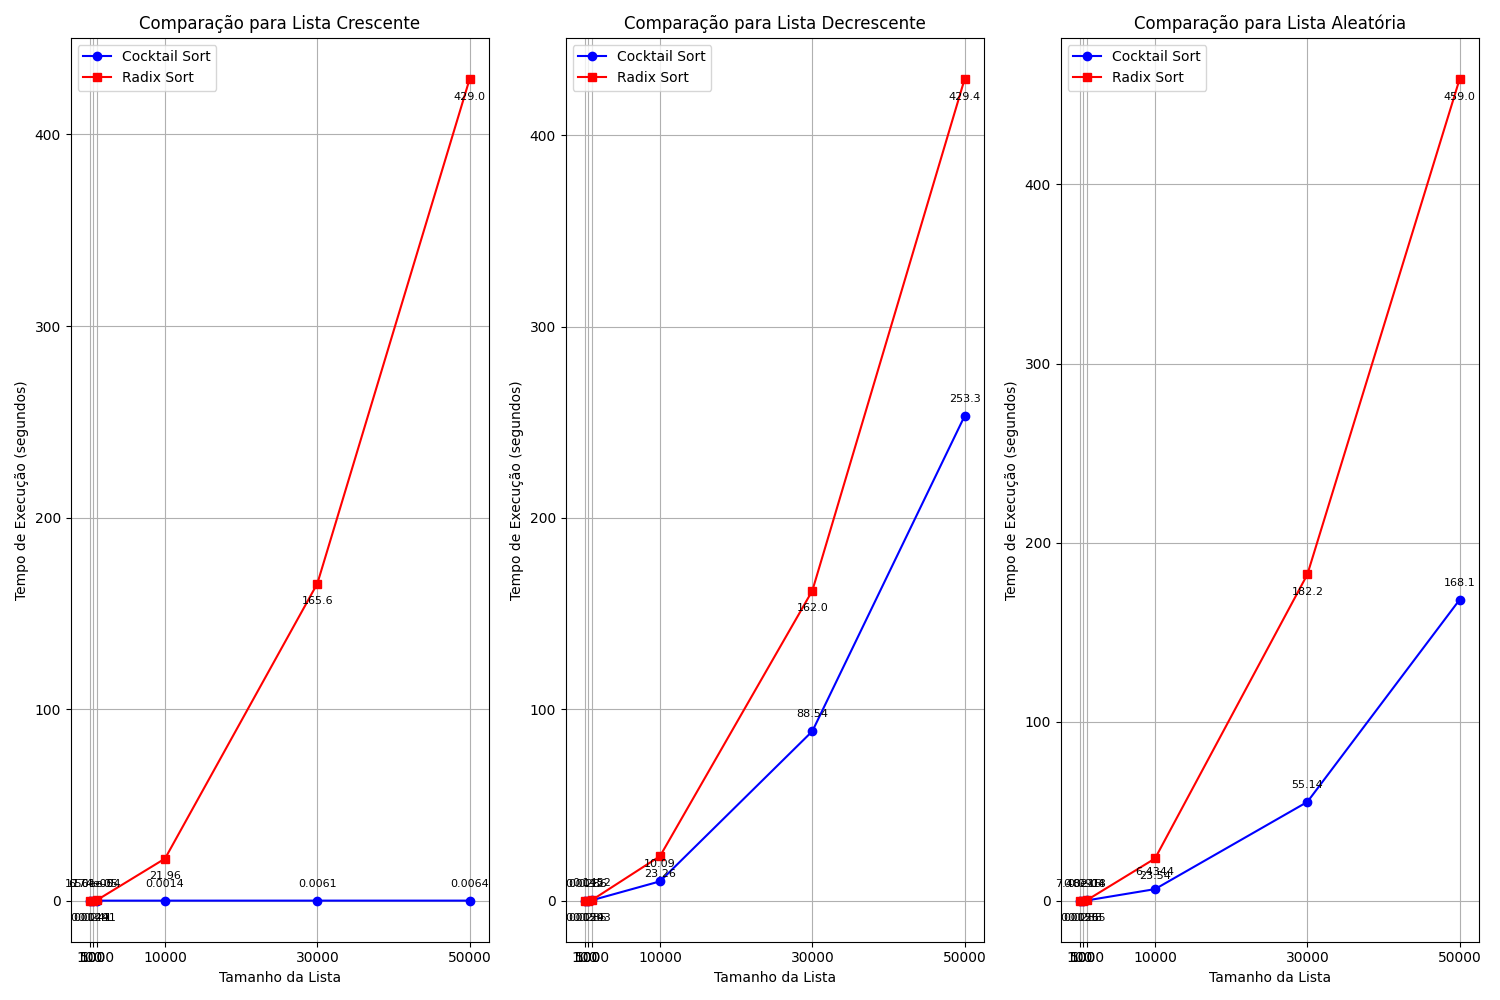 Comparação para Lista Crescente
Cocktail Sort
Radix Sort
Tempo de Execução (segundos)
400
300
200
100
0
429.0
165.6
21.96
0.0014
0.0061
0.0064
10000
30000
50000
Tamanho da Lista
Comparação para Lista Decrescente
Cocktail Sort
Radix Sort
Tempo de Execução (segundos)
400
300
200
100
0
429.4
253.3
162.0
88.54
10.09
23.26
10000
30000
50000
Tamanho da Lista
Comparação para Lista Aleatória
Cocktail Sort
Radix Sort
Tempo de Execução (segundos)
400
300
200
100
0
459.0
182.2
168.1
55.14
6.4344
23.54
10000
30000
50000
Tamanho da Lista